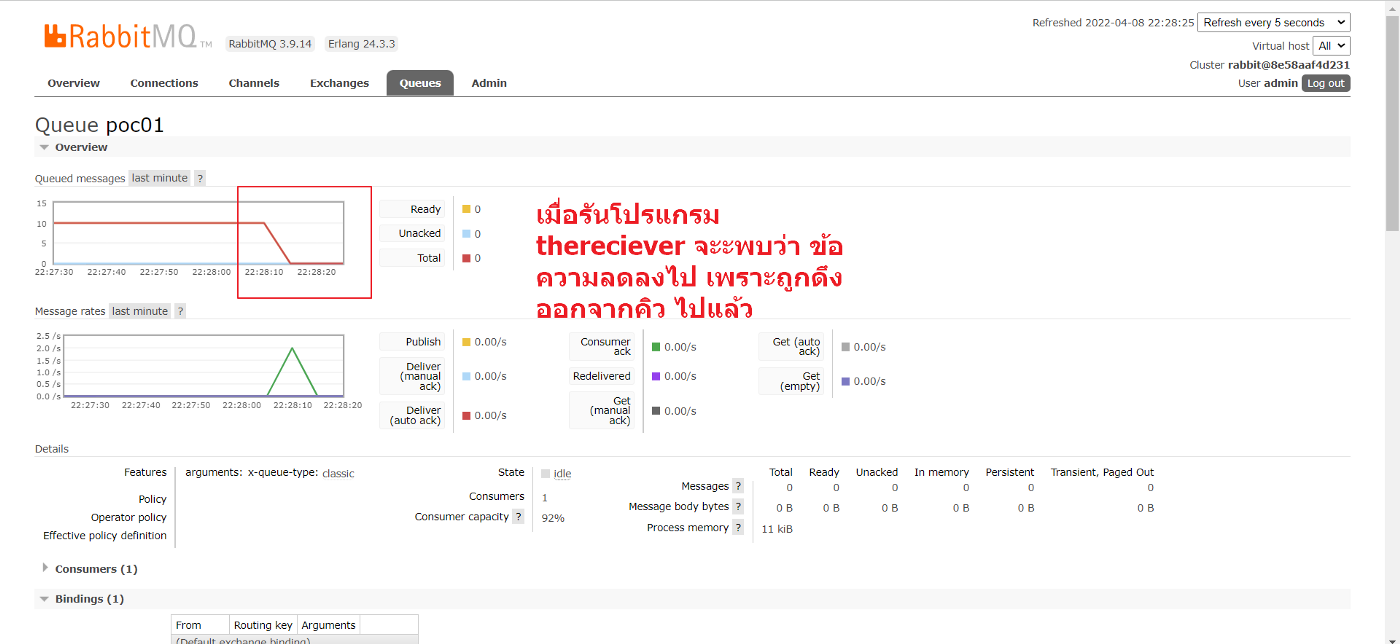 RabbitMQ TM RabbitMQ 3.9.14 Erlang 24.3.3
Refreshed 2022-04-08 22:28:25 Refresh every 5 seconds
Virtual host All
Cluster rabbit@8e58aaf4d231
User admin Log out
Overview Connections Channels Exchanges Queues Admin
Queue poc01
Overview
Queued messages last minute ?
15
10
5
0
22:27:30 22:27:40 22:27:50 22:28:00 22:28:10 22:28:20
Ready 0
Unacked 0
Total 0
เมื่อรันโปรแกรม
thereciever จะะพบว่า ข้อ
ความลดลงไป เพราะถูกดึง
ออกจากคิว ไปแล้ว
Message rates last minute ?
2.5 /s
2.0 /s
1.5 /s
1.0 /s
0.5 /s
0.0 /s
22:27:30 22:27:40 22:27:50 22:28:00 22:28:10 22:28:20
Publish 0.00/s
Deliver
(manual
ack)
0.00/s
Deliver
(auto ack)
0.00/s
Consumer
ack
0.00/s
Redelivered 0.00/s
Get
(manual
ack)
0.00/s
Get (auto
ack)
0.00/s
Get
(empty)
0.00/s
Details
Features arguments: x-queue-type: classic
Policy
Operator policy
Effective policy definition
State idle
Consumers 1
Consumer capacity ? 92%
Total Ready Unacked In memory Persistent Transient, Paged Out
Messages ? 0 0 0 0 0 0
Message body bytes ? 0 B 0 B 0 B 0 B 0 B 0 B
Process memory ? 11 kiB
Consumers (1)
Bindings (1)
From Routing key Arguments
(Default exchange binding)